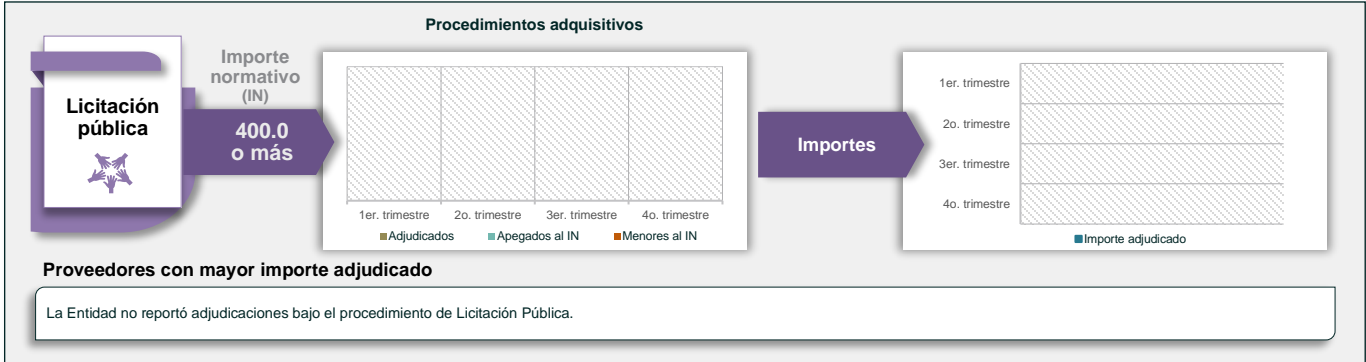 Procedimientos adquisitivos
Licitación
pública
Importe
normativo
(IN)
400.0
o más
1er. trimestre 2o. trimestre 3er. trimestre 4o. trimestre
Adjudicados Apegados al IN Menores al IN
Importes
1er. trimestre
2o. trimestre
3er. trimestre
4o. trimestre
Importe adjudicado
Proveedores con mayor importe adjudicado
La Entidad no reportó adjudicaciones bajo el procedimiento de Licitación Pública.